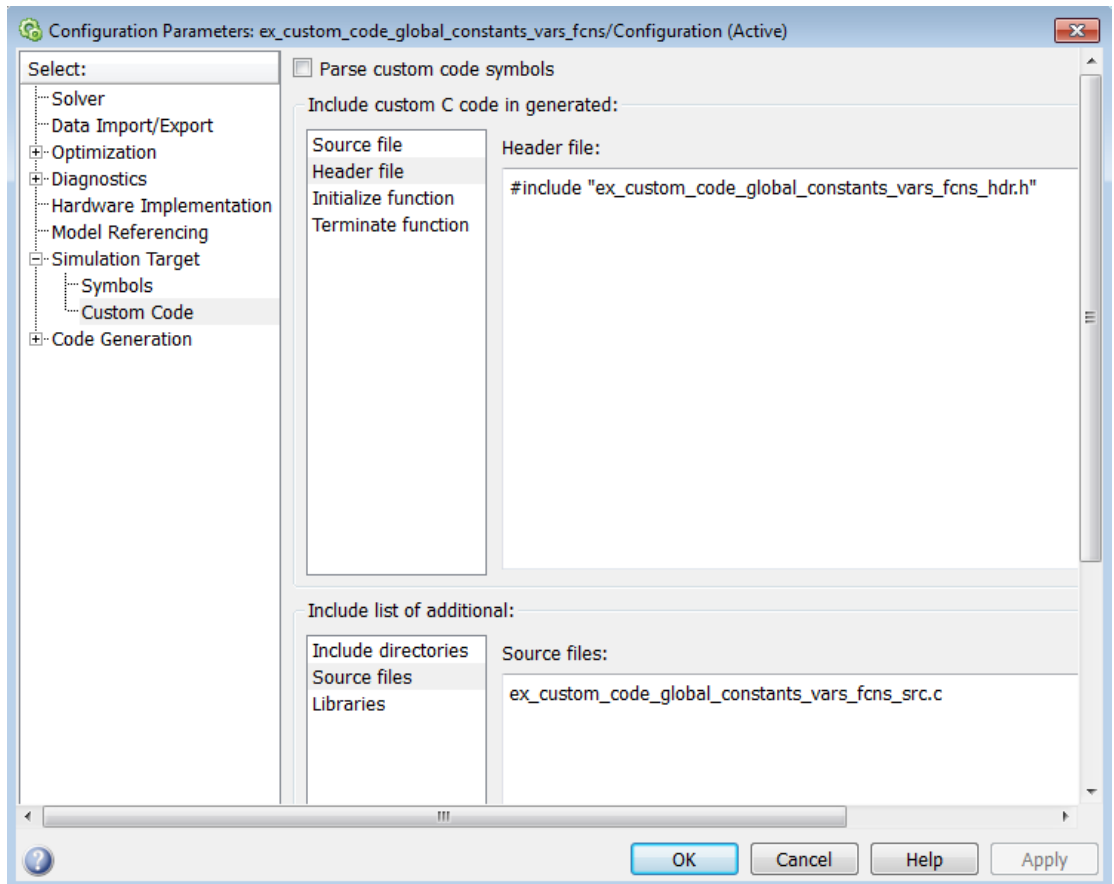 Configuration Parameters: ex_custom_code_global_constants_vars_fcns/Configuration (Active)
Select:
Solver
Data Import/Export
Optimization
Diagnostics
Hardware Implementation
Model Referencing
Simulation Target
Symbols
Custom Code
Code Generation
Parse custom code symbols
Include custom C code in generated:
Source file
Header file
Initialize function
Terminate function
Header file:
#include "ex_custom_code_global_constants_vars_fcns_hdr.h"
Include list of additional:
Include directories
Source files
Libraries
Source files:
ex_custom_code_global_constants_vars_fcns_src.c
OK
Cancel
Help
Apply